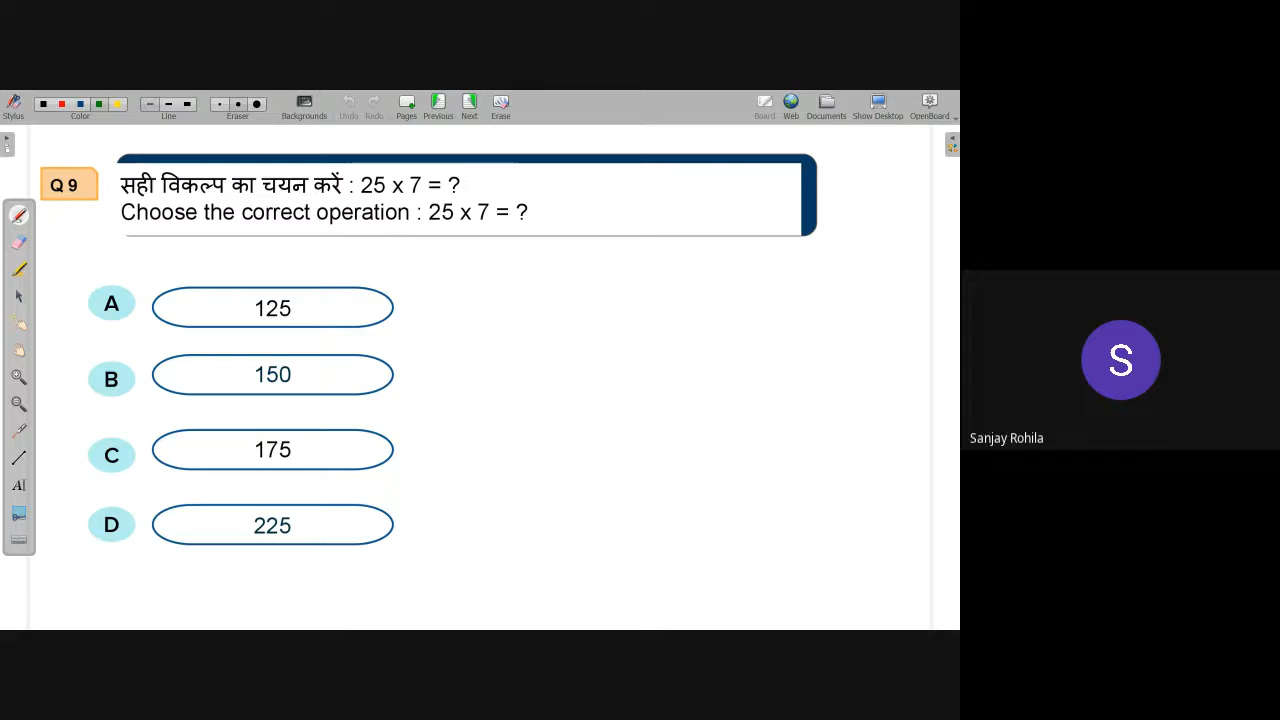 Stylus
Color
Line
Eraser
Backgrounds
Undo
Redo
Pages
Previous
Next
Erase
Board
Web
Documents
Show Desktop
OpenBoard
Q 9
सही विकल्प का चयन करें : 25 x 7 = ?
Choose the correct operation : 25 x 7 = ?
A
125
B
150
C
175
D
225
AI
S
Sanjay Rohila